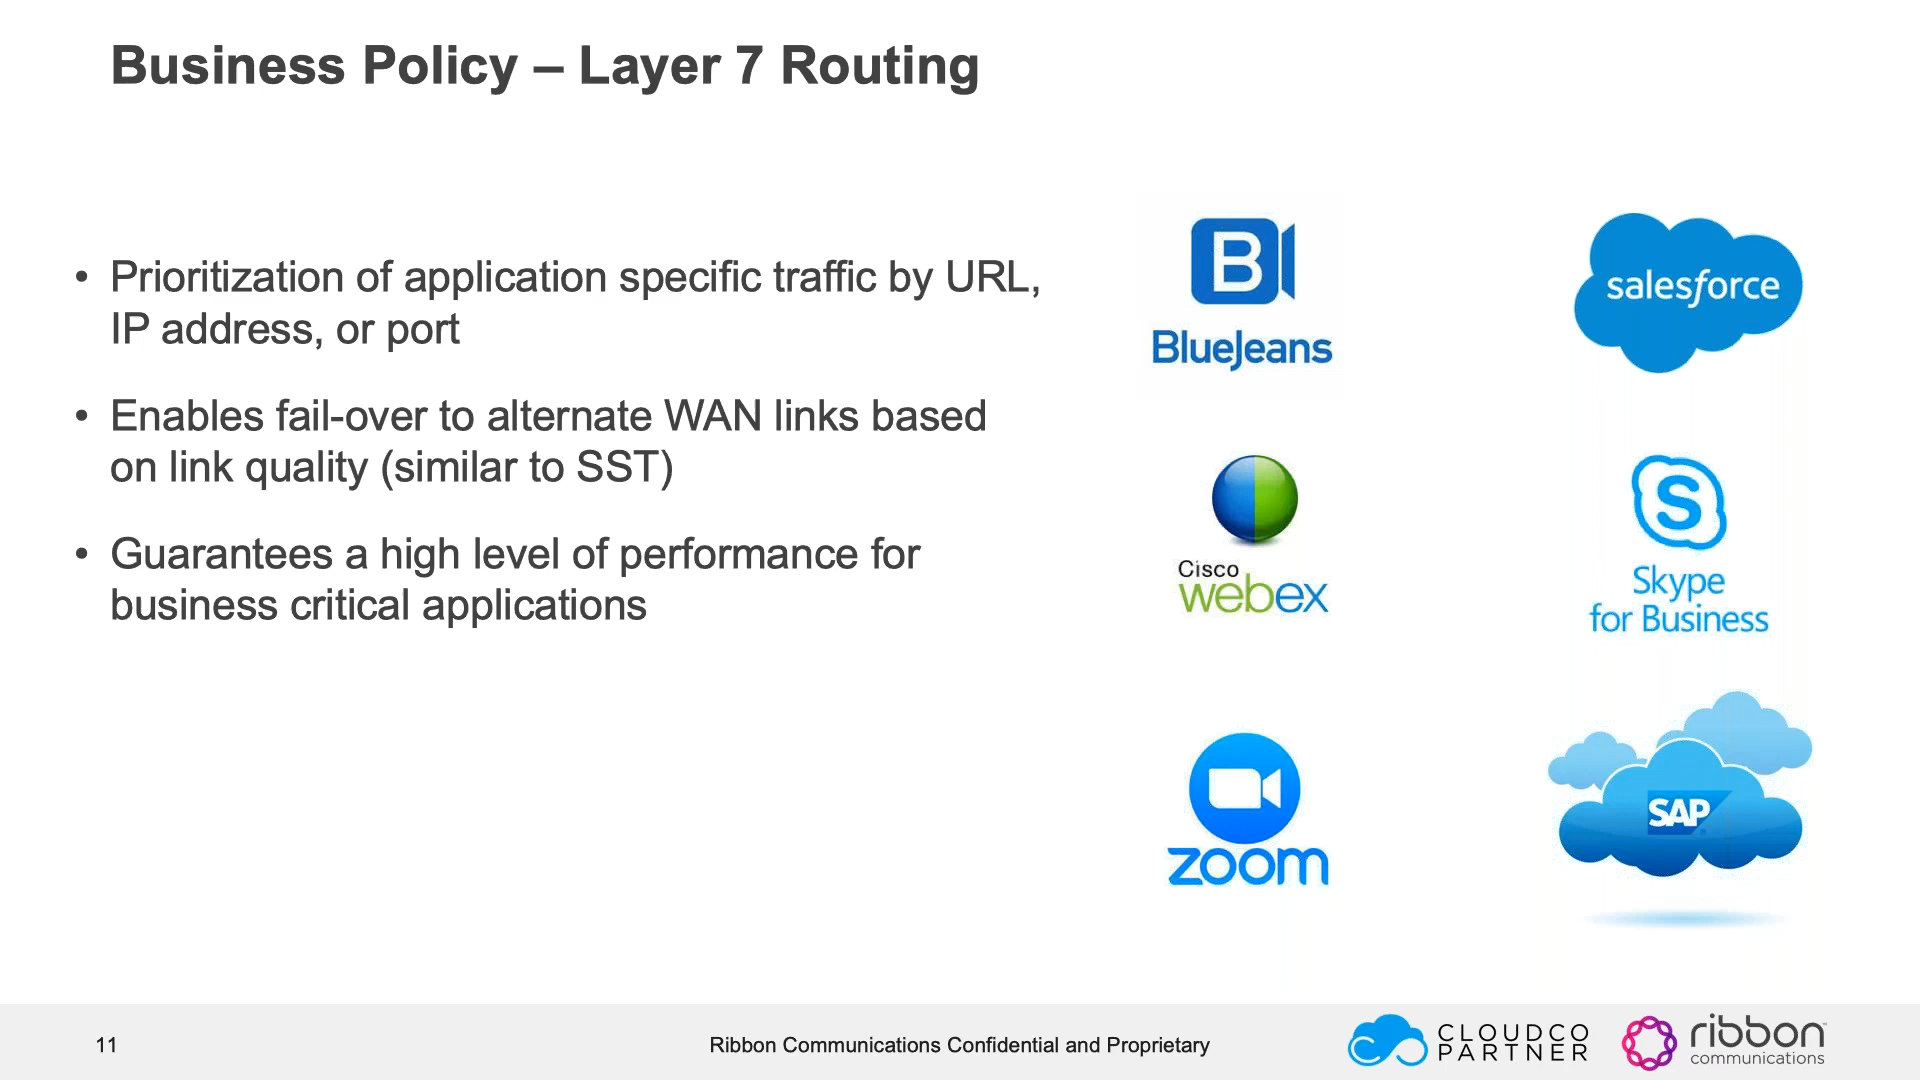 Business Policy – Layer 7 Routing
• Prioritization of application specific traffic by URL,
IP address, or port
• Enables fail-over to alternate WAN links based
on link quality (similar to SST)
• Guarantees a high level of performance for
business critical applications
B
BlueJeans
salesforce
Cisco
webex
S
Skype
for Business
zoom
SAP
11
Ribbon Communications Confidential and Proprietary
CLOUDCO
PARTNER
ribbon
communications